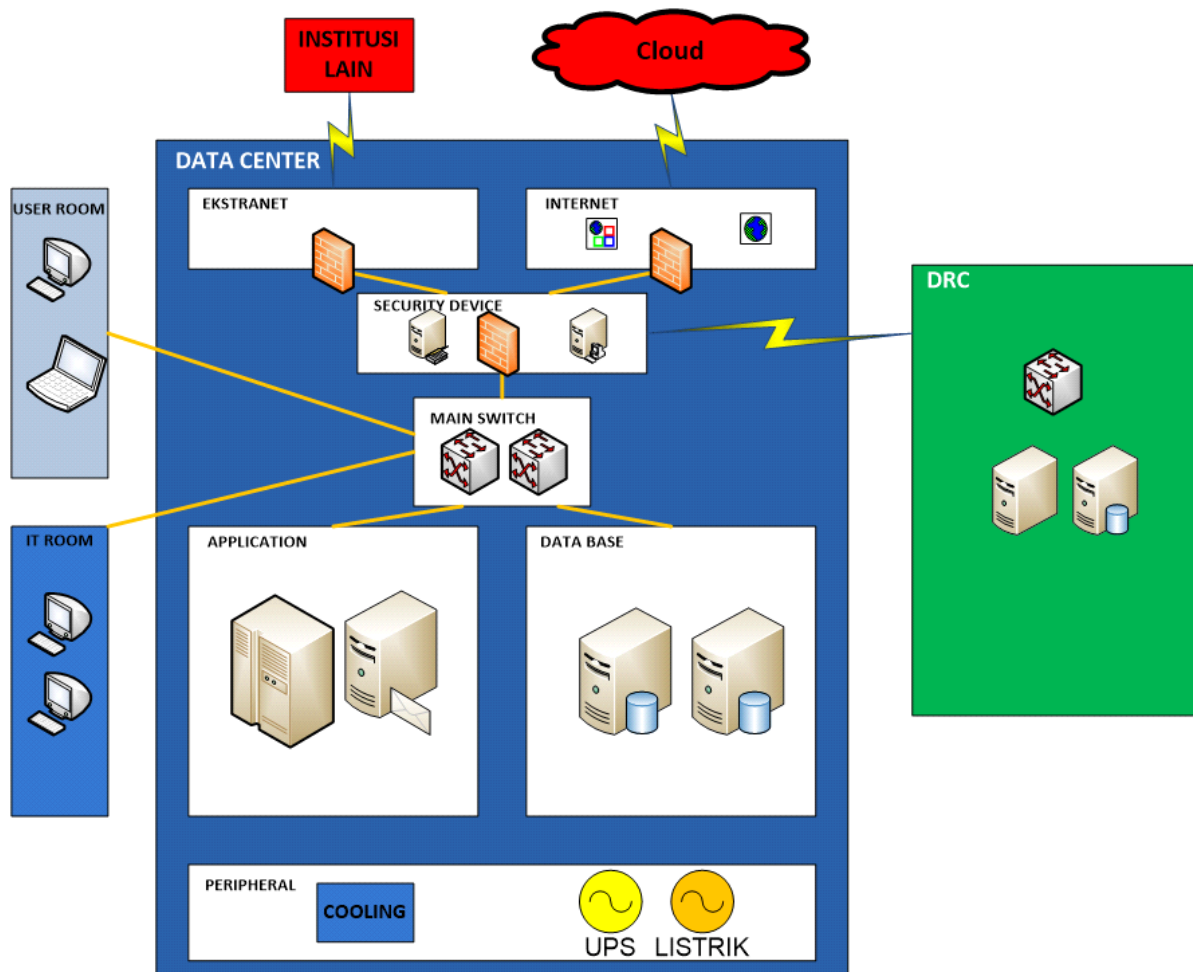 INSTITUSI
LAIN
Cloud
DATA CENTER
USER ROOM
EKSTRANET
INTERNET
SECURITY DEVICE
DRC
MAIN SWITCH
IT ROOM
APPLICATION
DATA BASE
PERIPHERAL
COOLING
UPS
LISTRIK